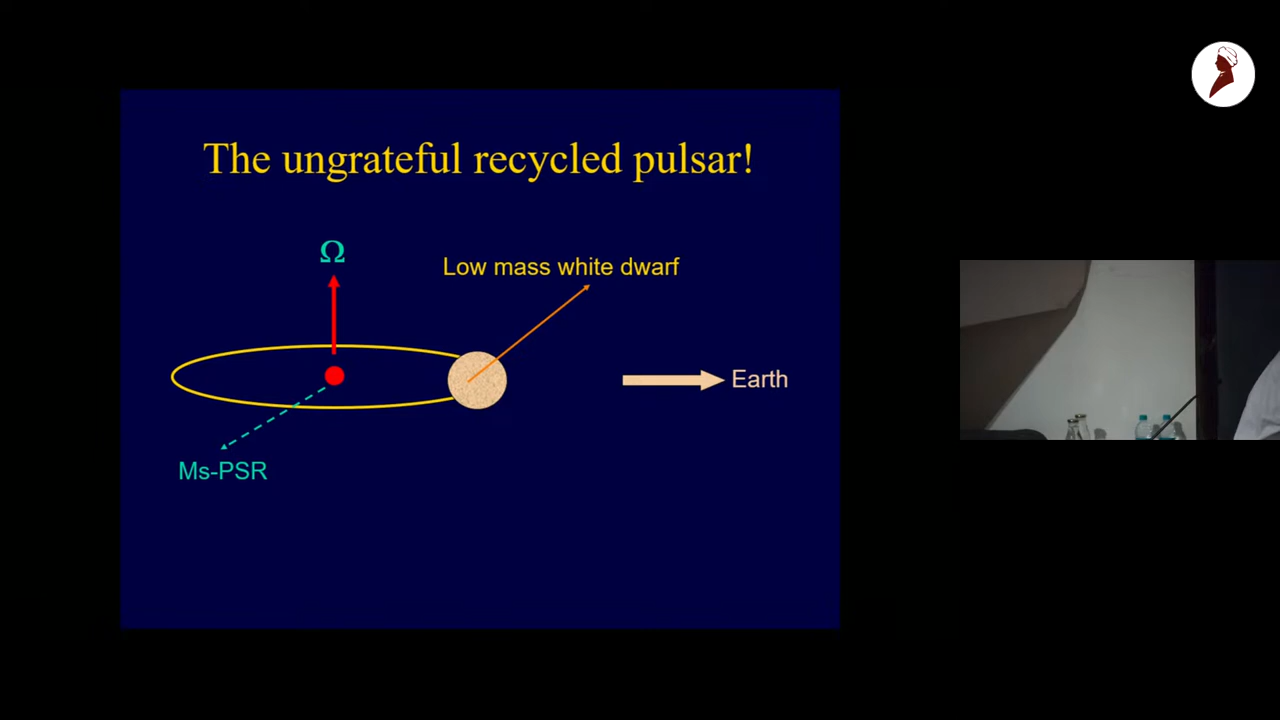 The ungrateful recycled pulsar!
Ω
Low mass white dwarf
Earth
Ms-PSR